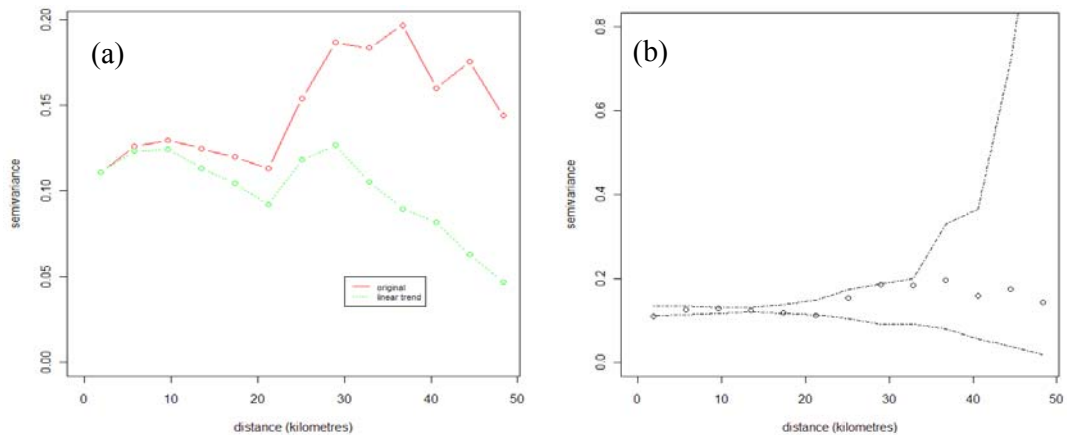 (a)
0.20
0.15
0.10
0.05
0.00
semivariance
original
linear trend
0 10 20 30 40 50
distance (kilometres)
(b)
0.8
0.6
0.4
0.2
0.0
semivariance
0 10 20 30 40 50
distance (kilometres)